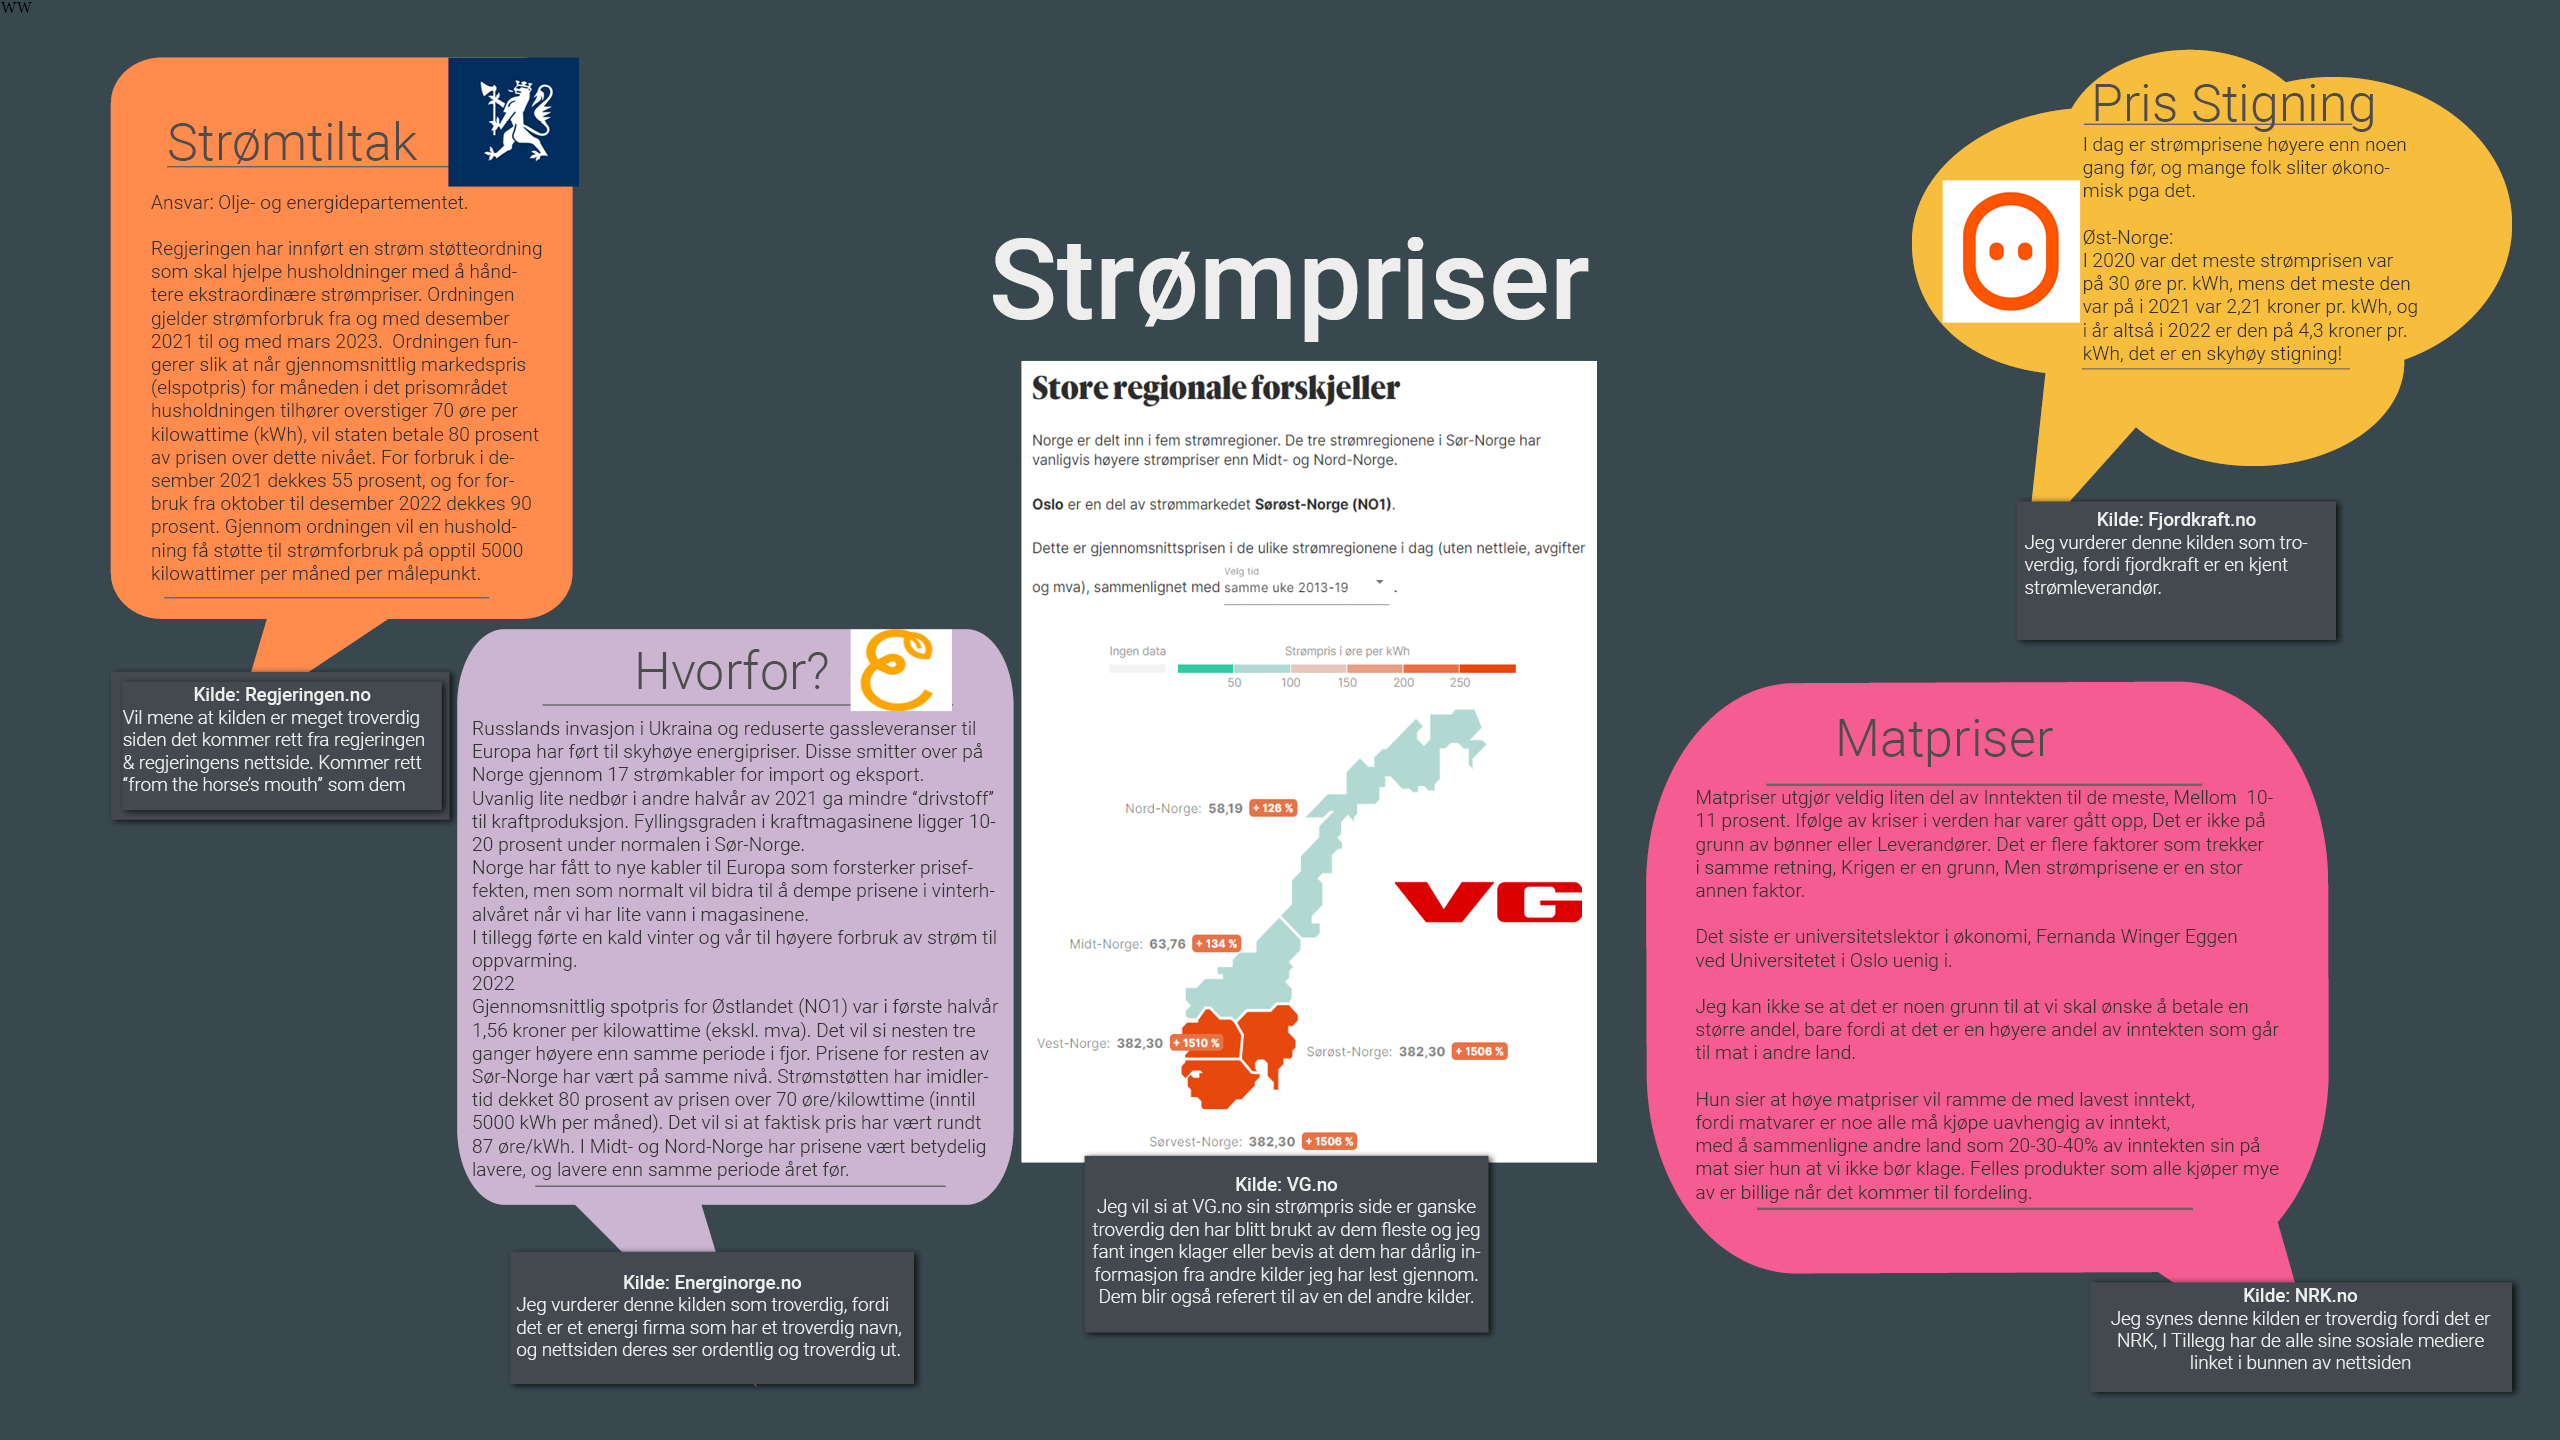 ww
Strømtiltak
Ansvar: Olje- og energidepartementet.
Regjeringen har innført en strøm støtteordning
som skal hjelpe husholdninger med å hånd-
tere ekstraordinære strømpriser. Ordningen
gjelder strømforbruk fra og med desember
2021 til og med mars 2023.  Ordningen fun-
gerer slik at når gjennomsnittlig markedspris
(elspotpris) for måneden i det prisområdet
husholdningen tilhører overstiger 70 øre per
kilowattime (kWh), vil staten betale 80 prosent
av prisen over dette nivået. For forbruk i de-
sember 2021 dekkes 55 prosent, og for for-
bruk fra oktober til desember 2022 dekkes 90
prosent. Gjennom ordningen vil en hushold-
ning få støtte til strømforbruk på opptil 5000
kilowattimer per måned per målepunkt.
Kilde: Regjeringen.no
Vil mene at kilden er meget troverdig
siden det kommer rett fra regjeringen
& regjeringens nettside. Kommer rett
“from the horse’s mouth” som dem
Hvorfor?
Russlands invasjon i Ukraina og reduserte gassleveranser til
Europa har ført til skyhøye energipriser. Disse smitter over på
Norge gjennom 17 strømkabler for import og eksport.
Uvanlig lite nedbør i andre halvår av 2021 ga mindre “drivstoff”
til kraftproduksjon. Fyllingsgraden i kraftmagasinene ligger 10-
20 prosent under normalen i Sør-Norge.
Norge har fått to nye kabler til Europa som forsterker prisef-
fekten, men som normalt vil bidra til å dempe prisene i vinterh-
alvåret når vi har lite vann i magasinene.
I tillegg førte en kald vinter og vår til høyere forbruk av strøm til
oppvarming.
2022
Gjennomsnittlig spotpris for Østlandet (NO1) var i første halvår
1,56 kroner per kilowattime (ekskl. mva). Det vil si nesten tre
ganger høyere enn samme periode i fjor. Prisene for resten av
Sør-Norge har vært på samme nivå. Strømstøtten har imidler-
tid dekket 80 prosent av prisen over 70 øre/kilowttime (inntil
5000 kWh per måned). Det vil si at faktisk pris har vært rundt
87 øre/kWh. I Midt- og Nord-Norge har prisene vært betydelig
lavere, og lavere enn samme periode året før.
Kilde: Energinorge.no
Jeg vurderer denne kilden som troverdig, fordi
det er et energi firma som har et troverdig navn,
og nettsiden deres ser ordentlig og troverdig ut.
Strømpriser
Store regionale forskjeller
Norge er delt inn i fem strømregioner. De tre strømregionene i Sør-Norge har
vanligvis høyere strømpriser enn Midt- og Nord-Norge.
Oslo er en del av strømmarkedet Sørøst-Norge (NO1).
Dette er gjennomsnittsprisen i de ulike strømregionene i dag (uten nettleie, avgifter
Velg tid
og mva), sammenlignet med samme uke 2013-19 .
Ingen data Strømpris i øre per kWh
50 100 150 200 250
Nord-Norge: 58,19 + 126 %
VG
Midt-Norge: 63,76 + 134 %
Vest-Norge: 382,30 + 1510 %
Sørøst-Norge: 382,30 + 1506 %
Sørvest-Norge: 382,30 + 1506 %
Kilde: VG.no
Jeg vil si at VG.no sin strømpris side er ganske
troverdig den har blitt brukt av dem fleste og jeg
fant ingen klager eller bevis at dem har dårlig in-
formasjon fra andre kilder jeg har lest gjennom.
Dem blir også referert til av en del andre kilder.
Pris Stigning
I dag er strømprisene høyere enn noen
gang før, og mange folk sliter økono-
misk pga det.
Øst-Norge:
I 2020 var det meste strømprisen var
på 30 øre pr. kWh, mens det meste den
var på i 2021 var 2,21 kroner pr. kWh, og
i år altså i 2022 er den på 4,3 kroner pr.
kWh, det er en skyhøy stigning!
Kilde: Fjordkraft.no
Jeg vurderer denne kilden som tro-
verdig, fordi fjordkraft er en kjent
strømleverandør.
Matpriser
Matpriser utgjør veldig liten del av Inntekten til de meste, Mellom  10-
11 prosent. Ifølge av kriser i verden har varer gått opp, Det er ikke på
grunn av bønner eller Leverandører. Det er flere faktorer som trekker
i samme retning, Krigen er en grunn, Men strømprisene er en stor
annen faktor.
Det siste er universitetslektor i økonomi, Fernanda Winger Eggen
ved Universitetet i Oslo uenig i.
Jeg kan ikke se at det er noen grunn til at vi skal ønske å betale en
større andel, bare fordi at det er en høyere andel av inntekten som går
til mat i andre land.
Hun sier at høye matpriser vil ramme de med lavest inntekt,
fordi matvarer er noe alle må kjøpe uavhengig av inntekt,
med å sammenligne andre land som 20-30-40% av inntekten sin på
mat sier hun at vi ikke bør klage. Felles produkter som alle kjøper mye
av er billige når det kommer til fordeling.
Kilde: NRK.no
Jeg synes denne kilden er troverdig fordi det er
NRK, I Tillegg har de alle sine sosiale mediere
linket i bunnen av nettsiden